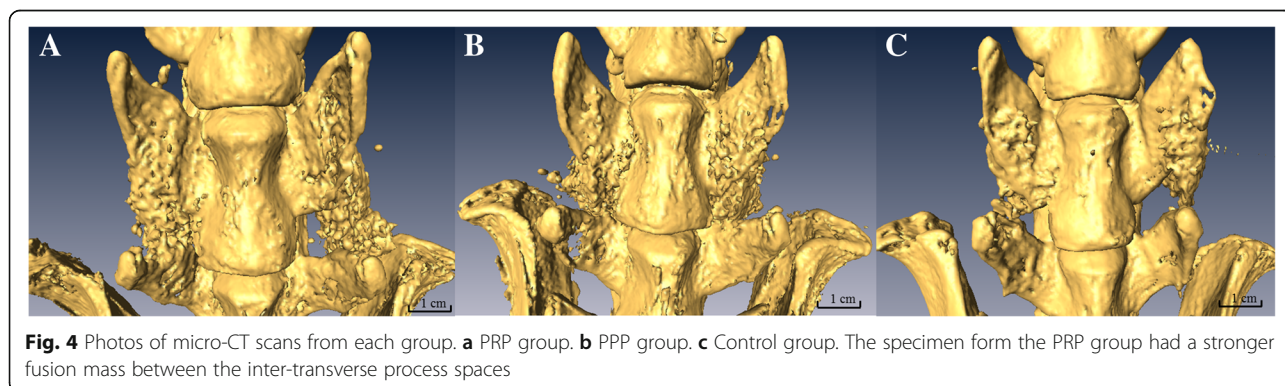 A
B
C
1 cm
1 cm
1 cm
Fig. 4 Photos of micro-CT scans from each group. a PRP group. b PPP group. c Control group. The specimen form the PRP group had a stronger
fusion mass between the inter-transverse process spaces